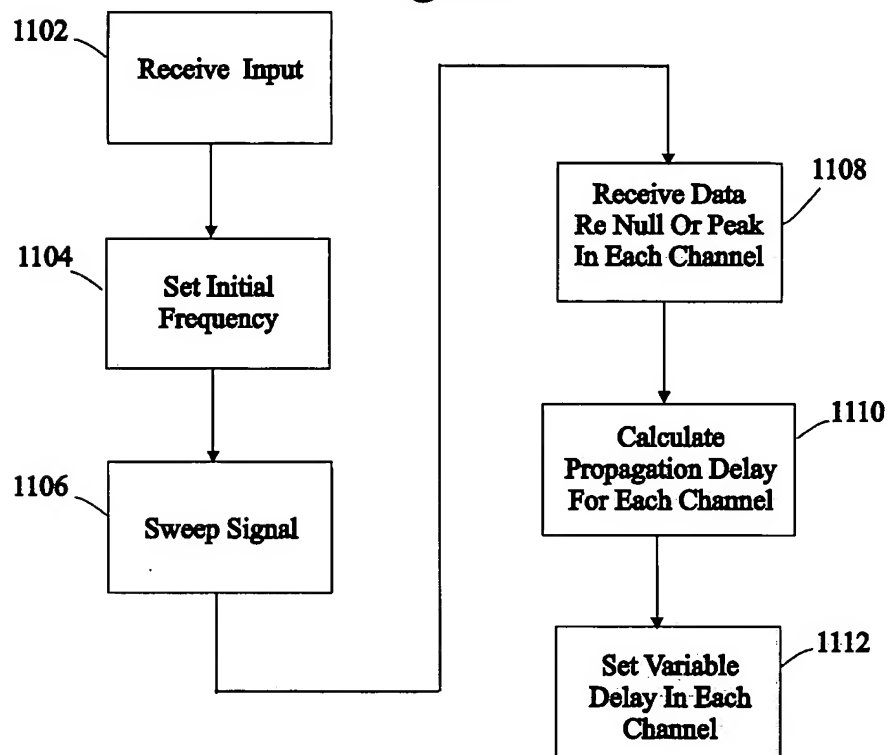 1102
Receive Input
1104
Set Initial
Frequency
1106
Sweep Signal
1108
Receive Data
Re Null Or Peak
In Each Channel
1110
Calculate
Propagation Delay
For Each Channel
1112
Set Variable
Delay In Each
Channel